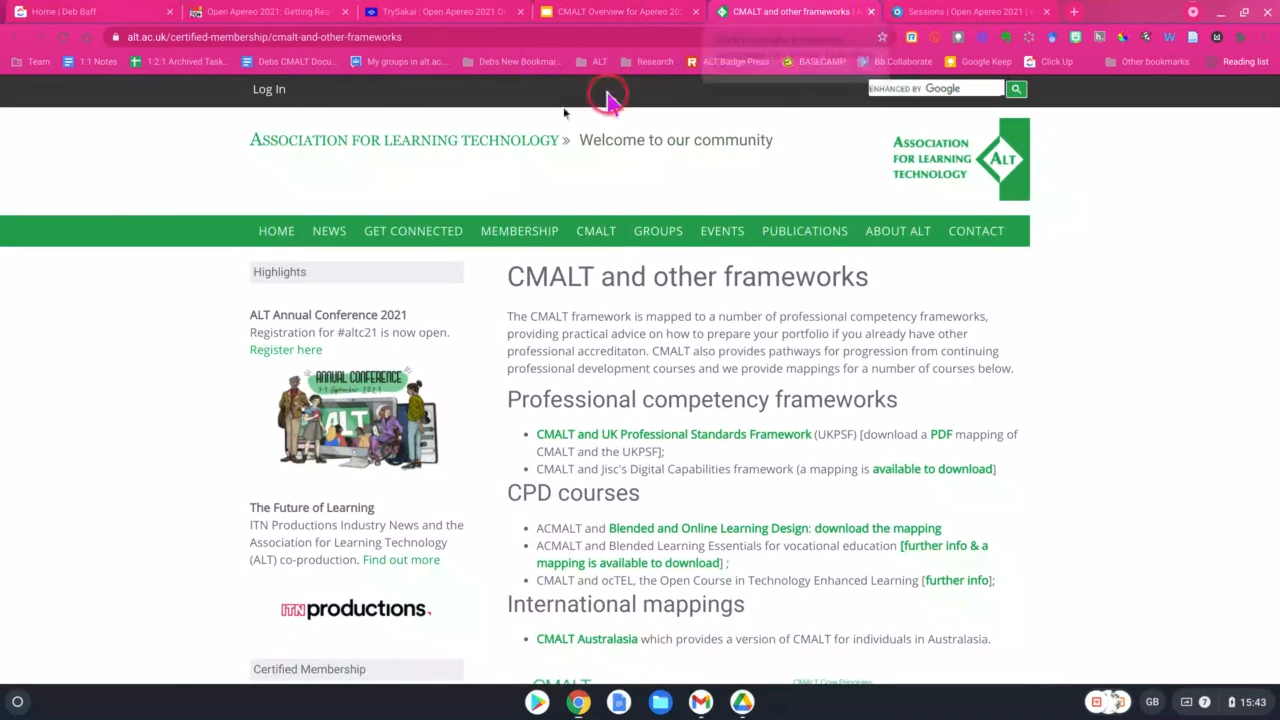 Home | Deb Baff
Open Apereo 2021: Getting Rea
TrySakai : Open Apereo 2021 O
CMALT Overview for Apereo 202
CMALT and other frameworks | A
Sessions | Open Apereo 2021 |
alt.ac.uk/certified-membership/cmalt-and-other-frameworks
Team
1:1 Notes
1:2:1 Archived Task...
Debs CMALT Docu...
My groups in alt.ac....
Debs New Bookmar...
ALT
Research
ALT Badge Press
BASECAMP
Bb Collaborate
Google Keep
Click Up
Other bookmarks
Reading list
Log In
ENHANCED BY Google
ASSOCIATION FOR LEARNING TECHNOLOGY » Welcome to our community
ASSOCIATION
FOR LEARNING
TECHNOLOGY
ALT
HOME NEWS GET CONNECTED MEMBERSHIP CMALT GROUPS EVENTS PUBLICATIONS ABOUT ALT CONTACT
Highlights
ALT Annual Conference 2021
Registration for #altc21 is now open.
Register here
ANNUAL CONFERENCE
ALT
The Future of Learning
ITN Productions Industry News and the
Association for Learning Technology
(ALT) co-production. Find out more
ITN productions.
Certified Membership
CMALT and other frameworks
The CMALT framework is mapped to a number of professional competency frameworks,
providing practical advice on how to prepare your portfolio if you already have other
professional accreditaton. CMALT also provides pathways for progression from continuing
professional development courses and we provide mappings for a number of courses below.
Professional competency frameworks
• CMALT and UK Professional Standards Framework (UKPSF) [download a PDF mapping of
CMALT and the UKPSF];
• CMALT and Jisc's Digital Capabilities framework (a mapping is available to download]
CPD courses
• ACMALT and Blended and Online Learning Design: download the mapping
• ACMALT and Blended Learning Essentials for vocational education [further info & a
mapping is available to download] ;
• CMALT and ocTEL, the Open Course in Technology Enhanced Learning [further info];
International mappings
• CMALT Australasia which provides a version of CMALT for individuals in Australasia.
CMALT
CMALT Core Principles
GB
7
15:43